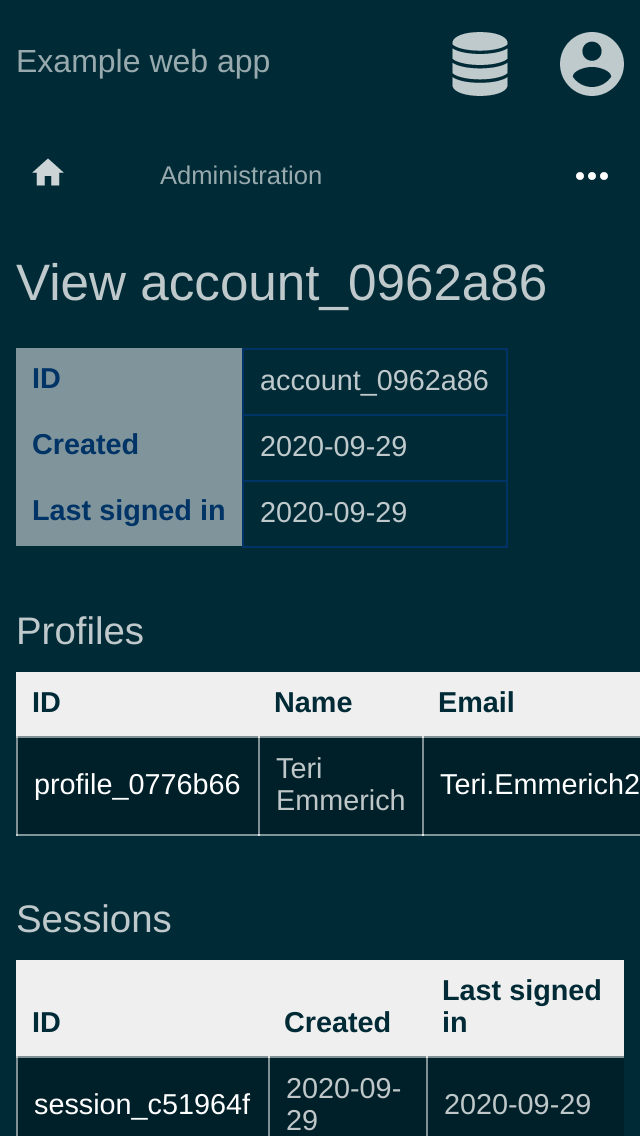 Example web app
Administration
View account_0962a86
ID account_0962a86
Created 2020-09-29
Last signed in 2020-09-29
Profiles
ID Name Email
profile_0776b66 Teri Emmerich Teri.Emmerich2
Sessions
ID Created Last signed in
session_c51964f 2020-09-29 2020-09-29